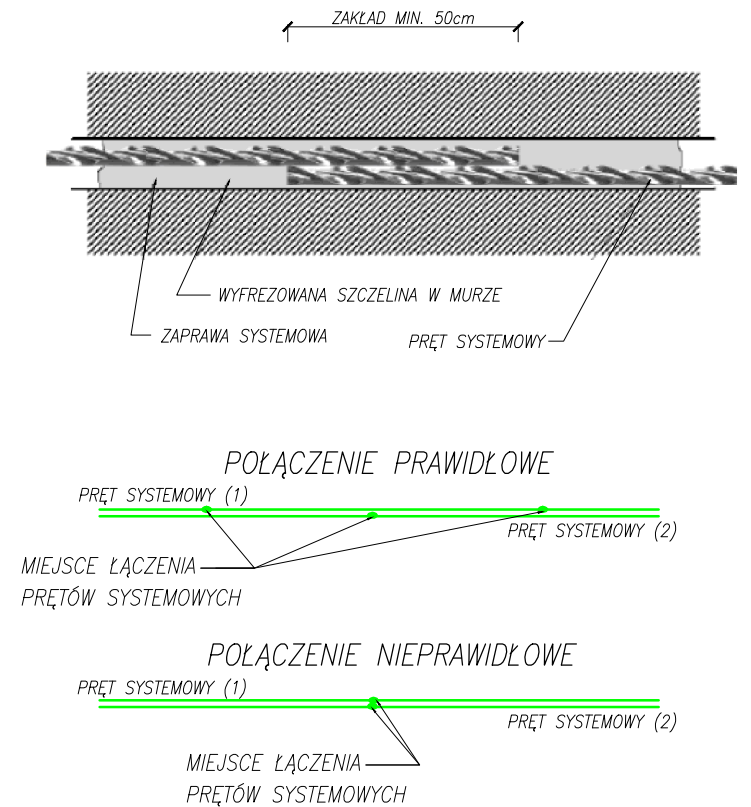 ZAKŁAD MIN. 50cm
WYFREZOWANA SZCZELINA W MURZE
ZAPRAWA SYSTEMOWA
PRĘT SYSTEMOWY
POŁĄCZENIE PRAWIDŁOWE
PRĘT SYSTEMOWY (1)
PRĘT SYSTEMOWY (2)
MIEJSCE ŁĄCZENIA
PRĘTÓW SYSTEMOWYCH
POŁĄCZENIE NIEPRAWIDŁOWE
PRĘT SYSTEMOWY (1)
PRĘT SYSTEMOWY (2)
MIEJSCE ŁĄCZENIA
PRĘTÓW SYSTEMOWYCH